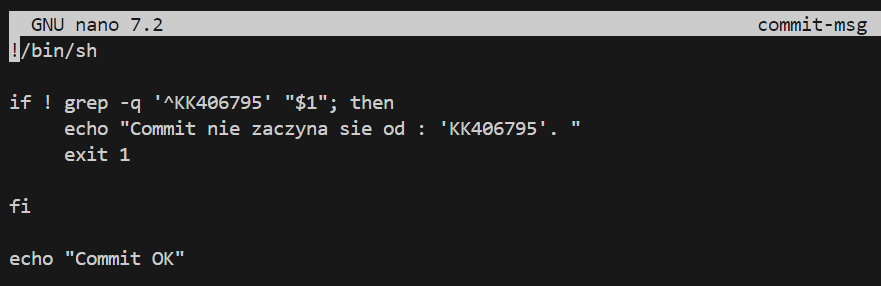 GNU nano 7.2 commit-msg
!/bin/sh
if ! grep -q '^KK406795' "$1"; then
echo "Commit nie zaczyna sie od : 'KK406795'. "
exit 1
fi
echo "Commit OK"